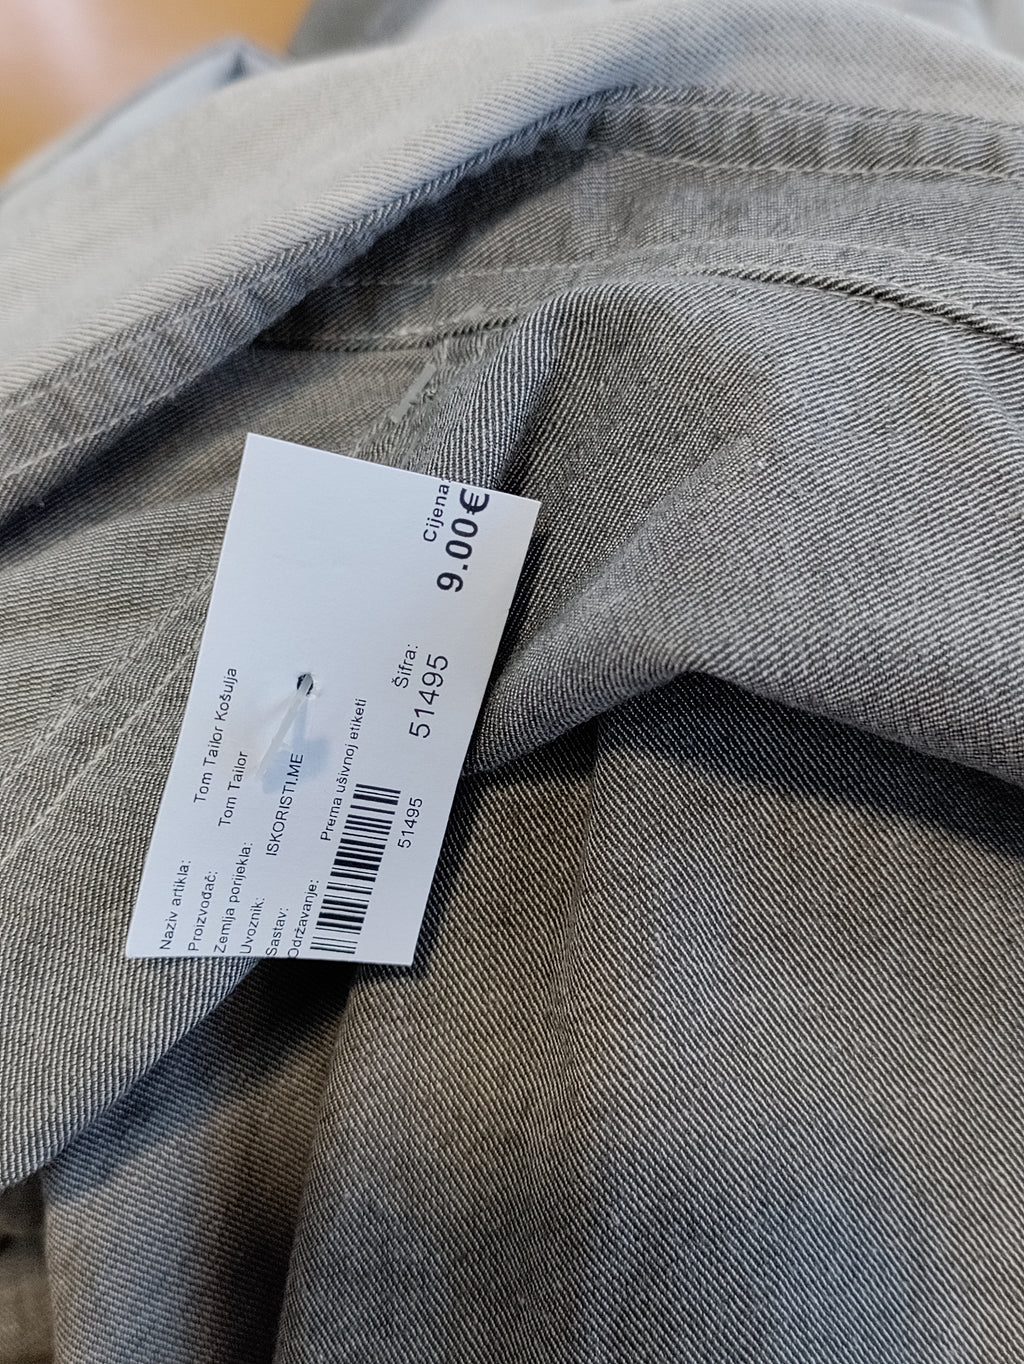 Naziv artikla: Tom Tailor Košulja
Proizvođač: Tom Tailor
Zemlja porijekla:
Uvoznik: ISKORISTI.ME
Sastav:
Održavanje: Prema ušivnoj etiketi
51495
Šifra:
51495
Cijena:
9.00€